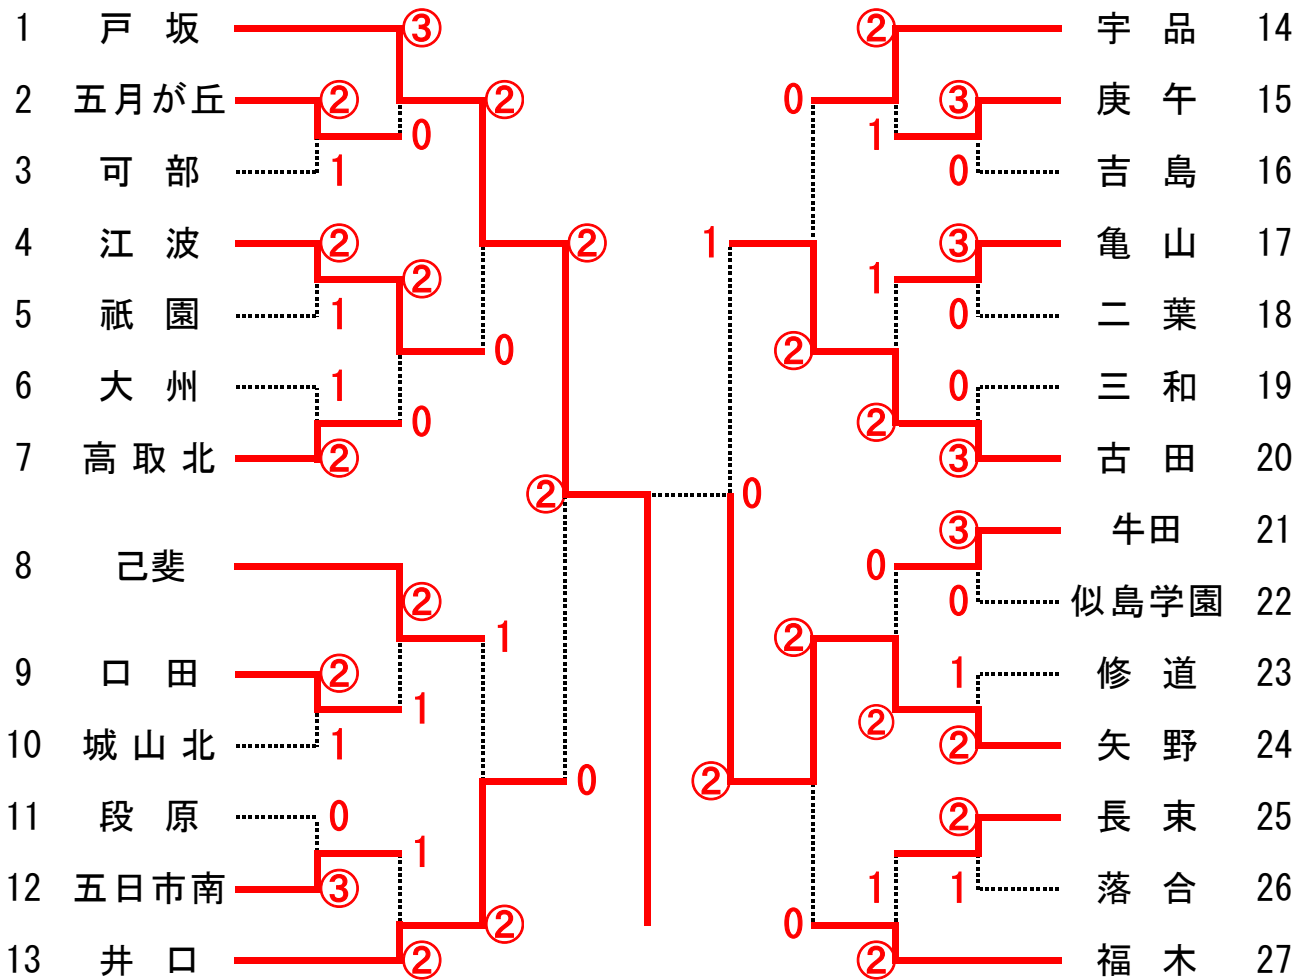 1 戸坂 ③ ② 宇品 14
2 五月が丘 ② ② 0 ③ 庚午 15
0 1
3 可部 1 0 吉島 16
4 江波 ② ② 1 ③ 亀山 17
② 1
5 祇園 1 0 二葉 18
0 ②
6 大州 1 0 三和 19
0 ②
7 高取北 ② ③ 古田 20
② 0
③ 牛田 21
8 己斐 0
② 0 似島学園 22
1 ②
9 口田 ② 1 修道 23
1 ②
10 城山北 1 ② 矢野 24
0 ②
11 段原 0 ② 長束 25
1
12 五日市南 ③ 1 1 落合 26
② 0
13 井口 ② ② 福木 27